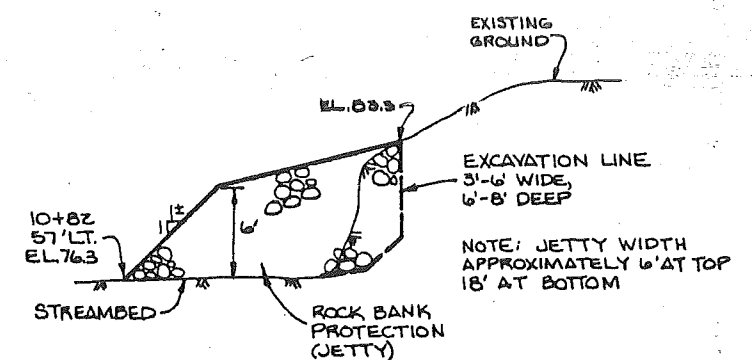 EXISTING
GROUND
EL.83.3
EXCAVATION LINE
3'-6' WIDE,
6'-8' DEEP
1±
1
6'
10+82
57'LT.
EL.76.3
NOTE: JETTY WIDTH
APPROXIMATELY 6' AT TOP
18' AT BOTTOM
STREAMBED
ROCK BANK
PROTECTION
(JETTY)